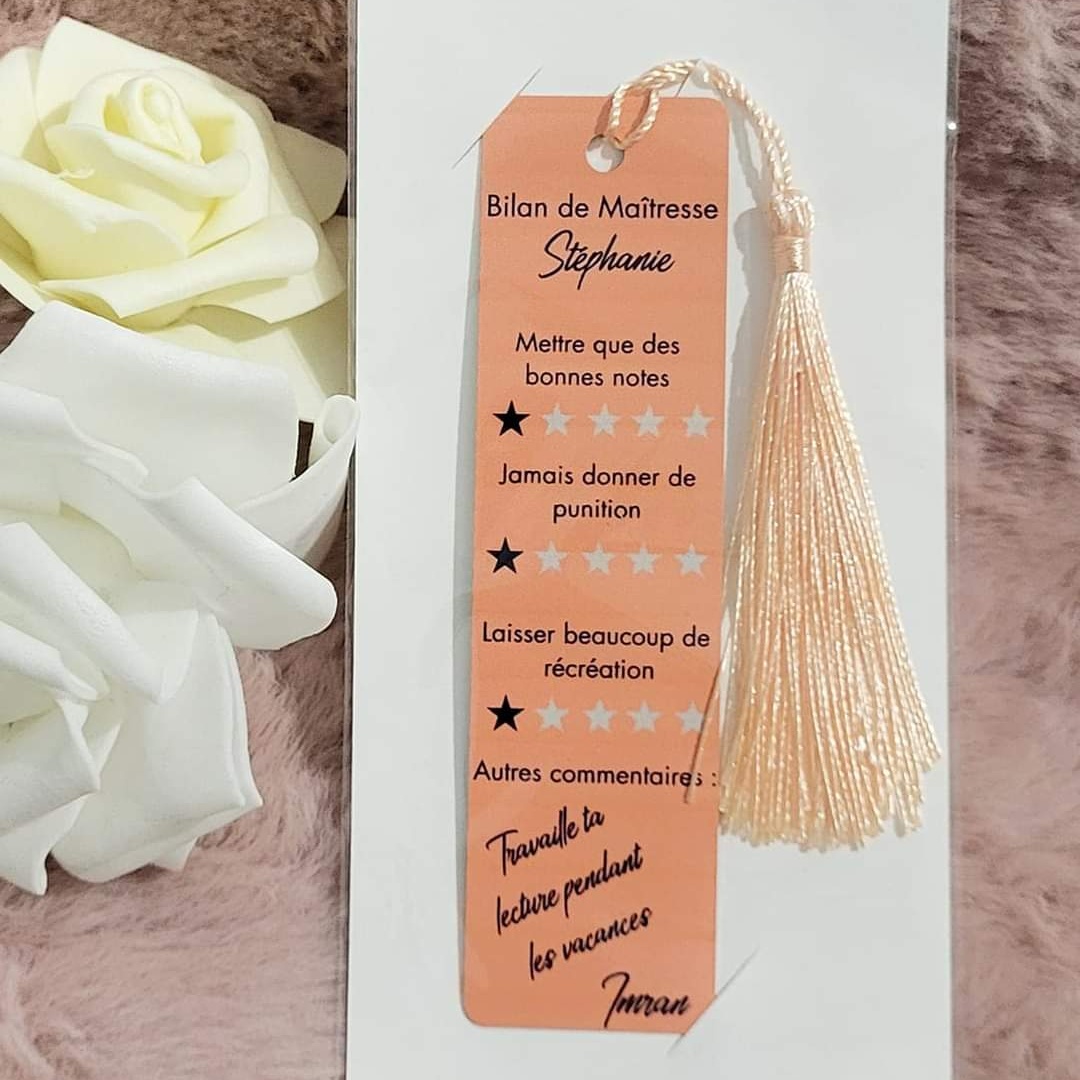 Bilan de Maîtresse
Stéphanie
Mettre que des
bonnes notes
Jamais donner de
punition
Laisser beaucoup de
récréation
Autres commentaires :
Travaille ta
lecture pendant
les vacances
Imran